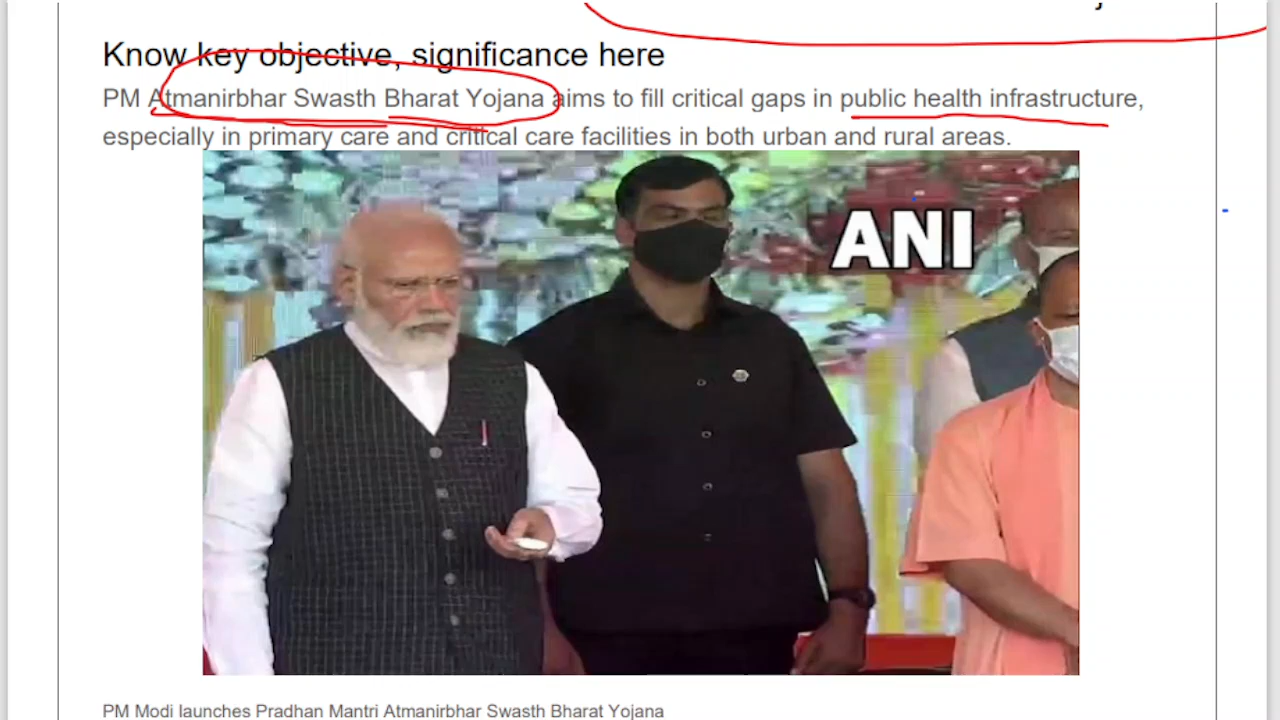 Know key objective, significance here
PM Atmanirbhar Swasth Bharat Yojana aims to fill critical gaps in public health infrastructure,
especially in primary care and critical care facilities in both urban and rural areas.
ANI
PM Modi launches Pradhan Mantri Atmanirbhar Swasth Bharat Yojana